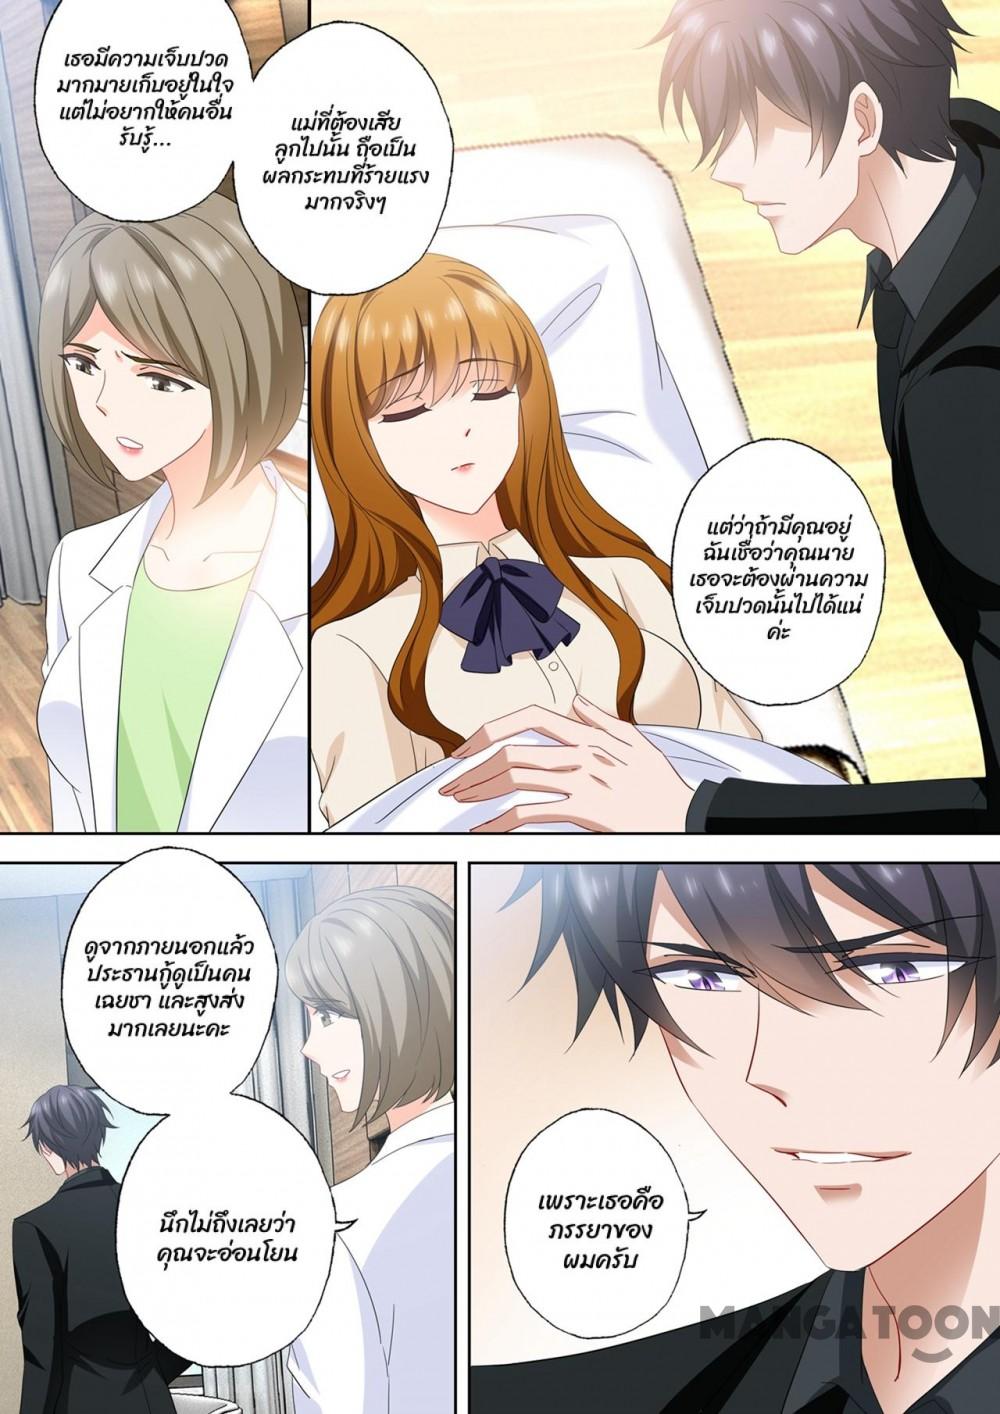 เธอมีความเจ็บปวด
มากมายเก็บอยู่ในใจ
แต่ไม่อยากให้คนอื่น
รับรู้...
แม่ที่ต้องเสีย
ลูกไปนั้น ถือเป็น
ผลกระทบที่ร้ายแรง
มากจริงๆ
แต่ว่าถ้ามีคุณอยู่
ฉันเชื่อว่าคุณนาย
เธอจะต้องผ่านความ
เจ็บปวดนั้นไปได้แน่
ค่ะ
ดูจากภายนอกแล้ว
ประธานกู้ดูเป็นคน
เฉยชา และสูงส่ง
มากเลยนะคะ
นึกไม่ถึงเลยว่า
คุณจะอ่อนโยน
เพราะเธอคือ
ภรรยาของ
ผมครับ
MANGATOON